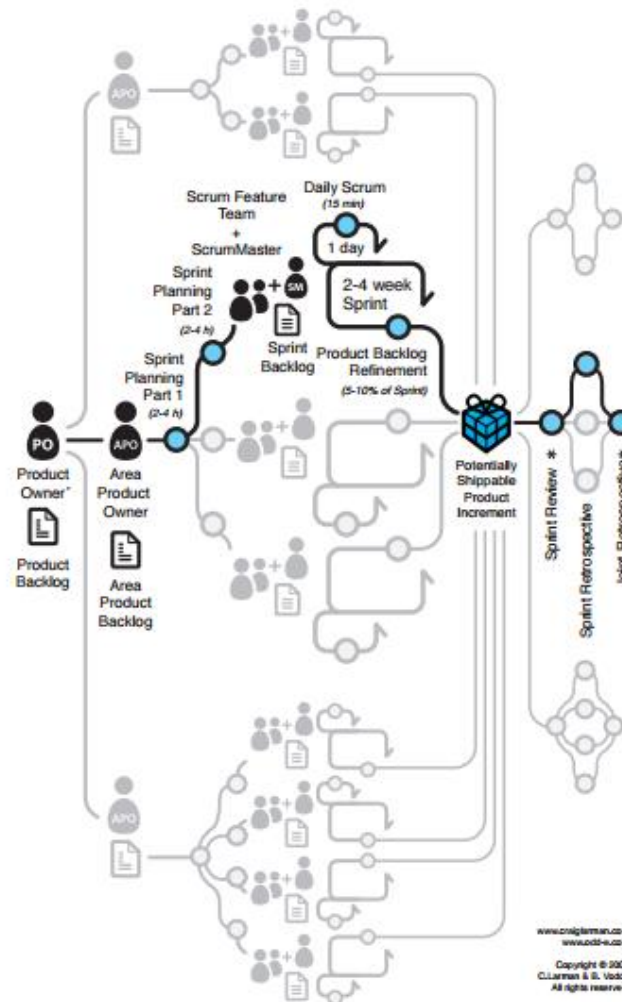 APO
Scrum Feature
Team
+
ScrumMaster
Daily Scrum
(15 min)
1 day
2-4 week
Sprint
Sprint
Planning
Part 2
(2-4 h)
+
SM
Sprint
Backlog
Product Backlog
Refinement
(5-10% of Sprint)
Sprint
Planning
Part 1
(2-4 h)
PO
APO
Product
Owner*
Product
Backlog
Area
Product
Owner
Area
Product
Backlog
Potentially
Shippable
Product
Increment
Sprint Review *
Sprint Retrospective
APO
Copyright ©
All rights